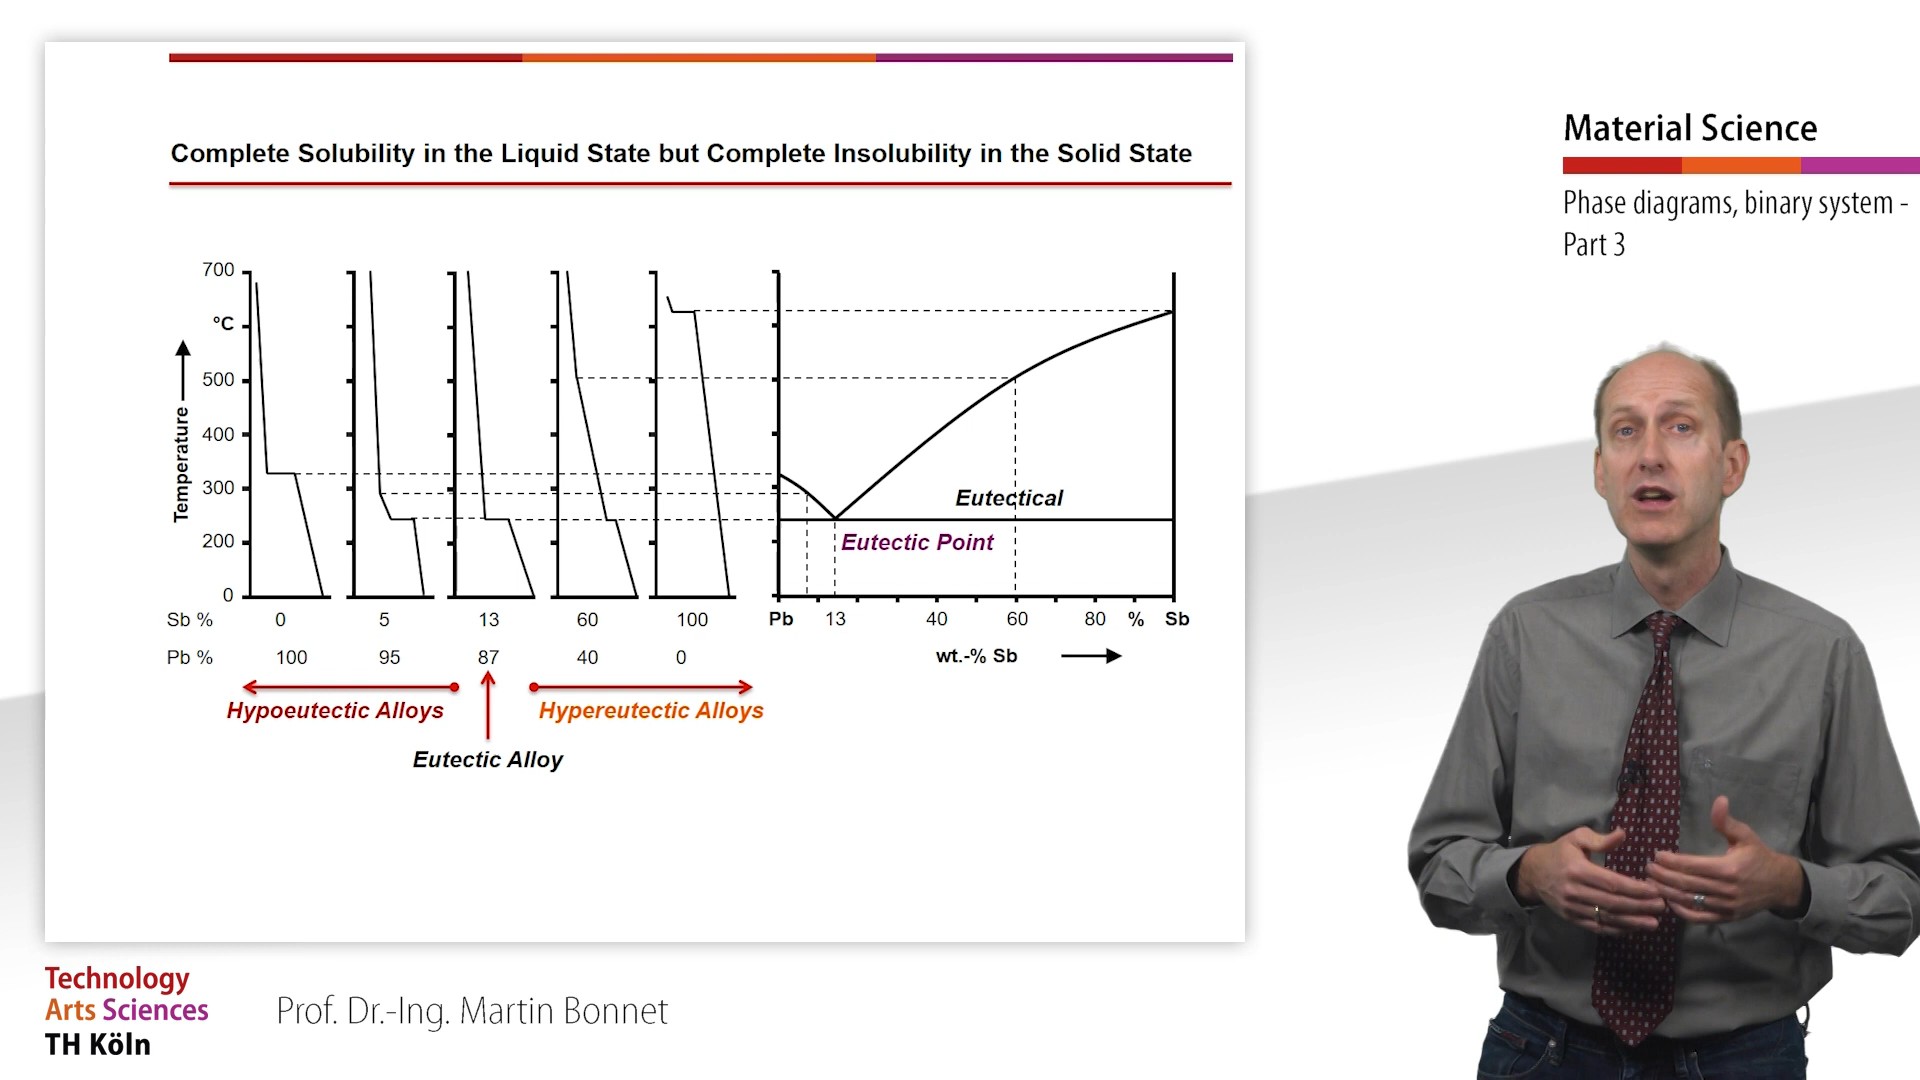 Complete Solubility in the Liquid State but Complete Insolubility in the Solid State
Material Science
Phase diagrams, binary system -
Part 3
700
°C
500
400
300
200
0
Temperature
Eutectical
Eutectic Point
Sb % 0 5 13 60 100
Pb % 100 95 87 40 0
Pb 13 40 60 80 % Sb
wt.-% Sb
Hypoeutectic Alloys
Hypereutectic Alloys
Eutectic Alloy
Technology
Arts Sciences
TH Köln
Prof. Dr.-Ing. Martin Bonnet